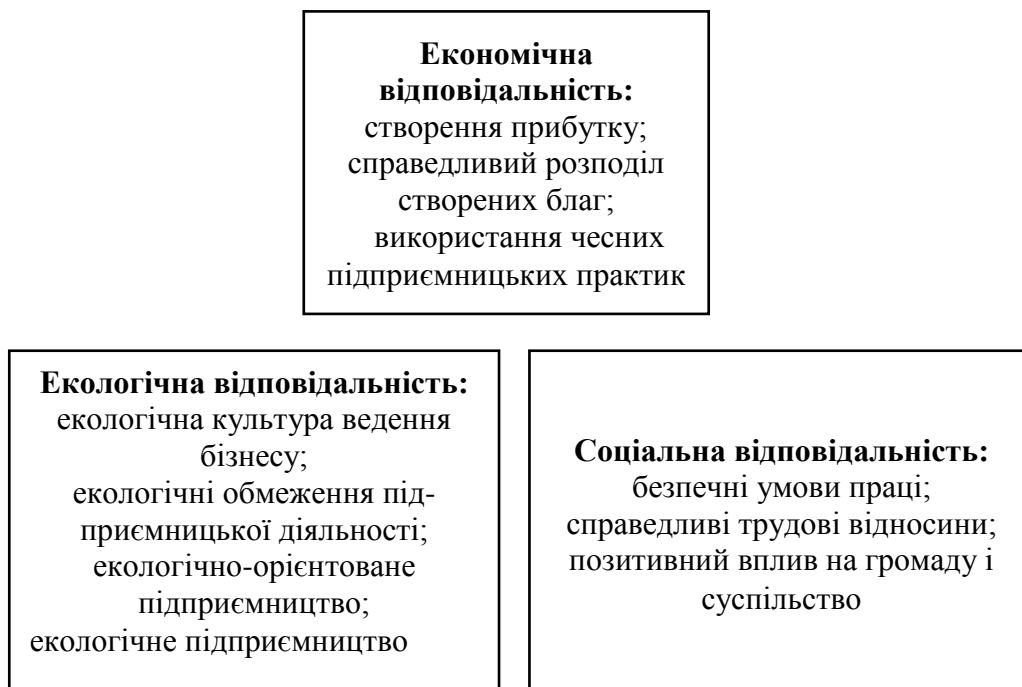 Економічна
відповідальність:
створення прибутку;
справедливий розподіл
створених благ;
використання чесних
підприємницьких практик
Екологічна відповідальність:
екологічна культура ведення
бізнесу;
екологічні обмеження під-
приємницької діяльності;
екологічно-орієнтоване
підприємництво;
екологічне підприємництво
Соціальна відповідальність:
безпечні умови праці;
справедливі трудові відносини;
позитивний вплив на громаду і
суспільство